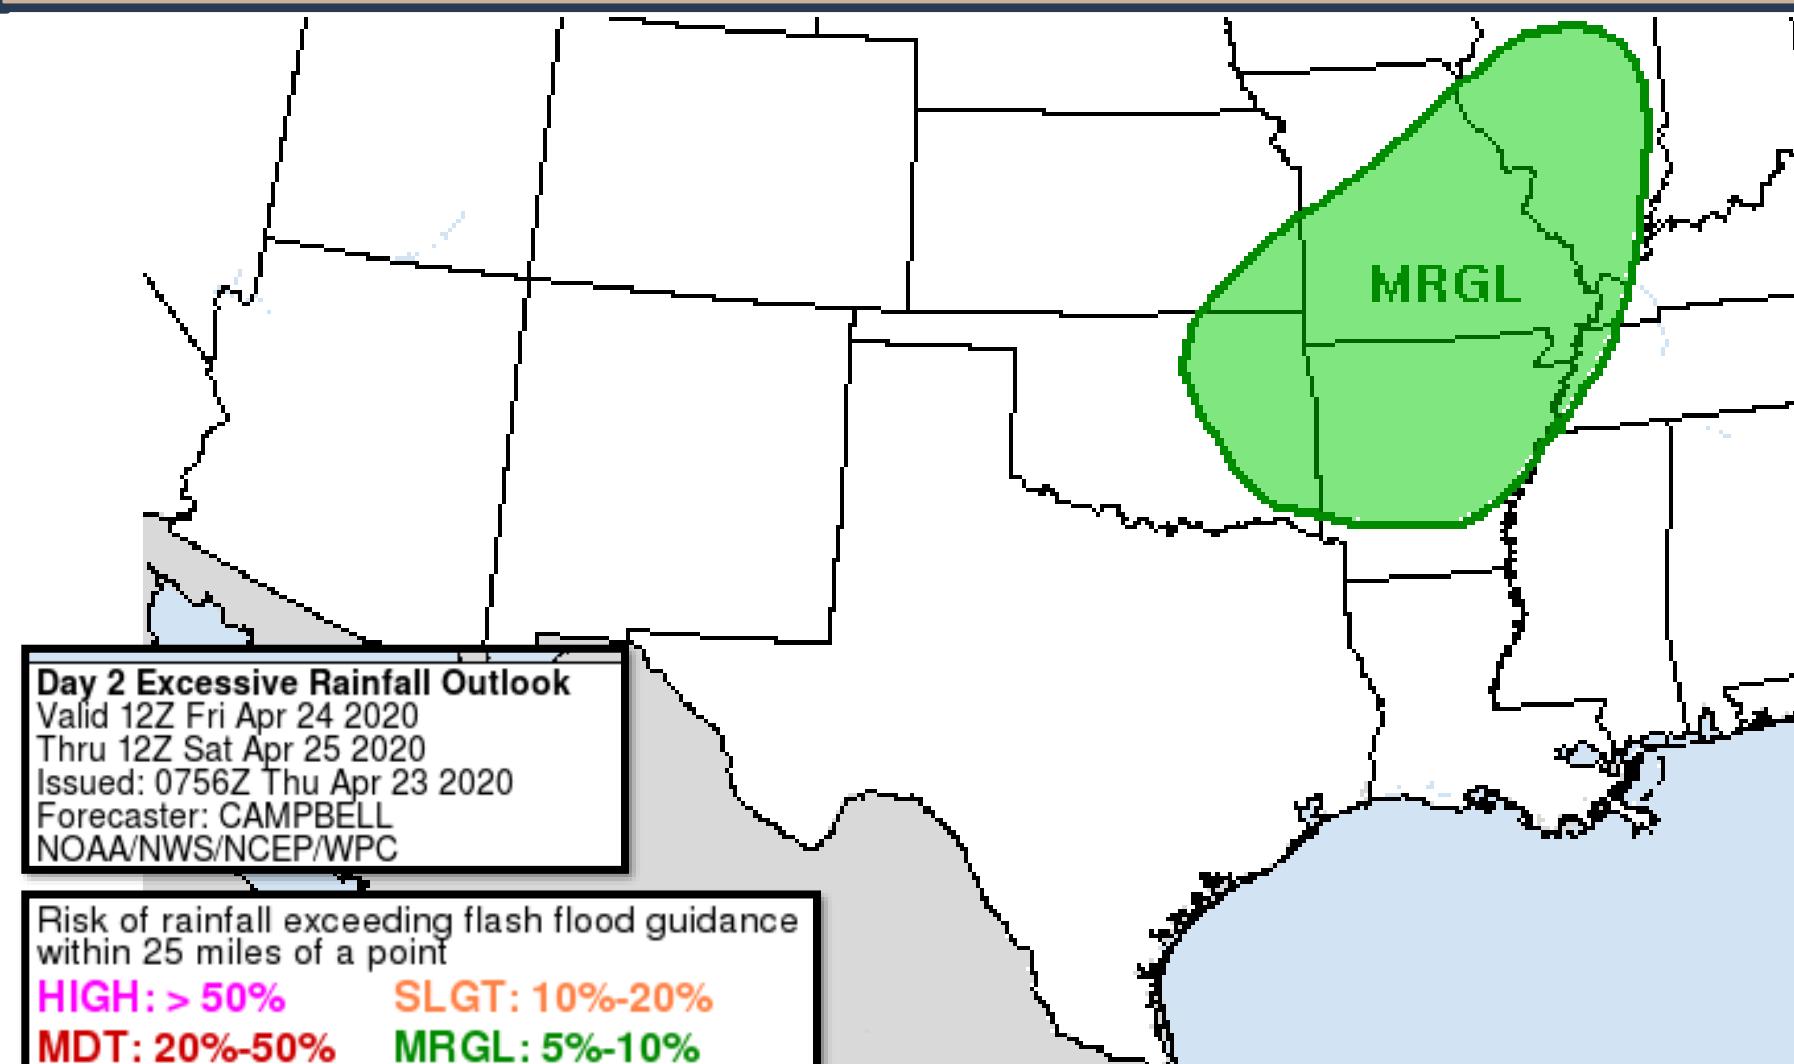 MRGL
Day 2 Excessive Rainfall Outlook
Valid 12Z Fri Apr 24 2020
Thru 12Z Sat Apr 25 2020
Issued: 0756Z Thu Apr 23 2020
Forecaster: CAMPBELL
NOAA/NWS/NCEP/WPC
Risk of rainfall exceeding flash flood guidance
within 25 miles of a point
HIGH: > 50% SLGT: 10%-20%
MDT: 20%-50% MRGL: 5%-10%